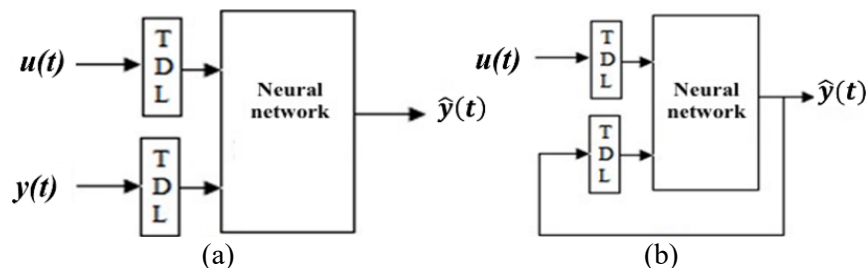 u(t)
T
D
L
Neural
network
ŷ(t)
y(t)
T
D
L
(a)
u(t)
T
D
L
Neural
network
ŷ(t)
T
D
L
(b)